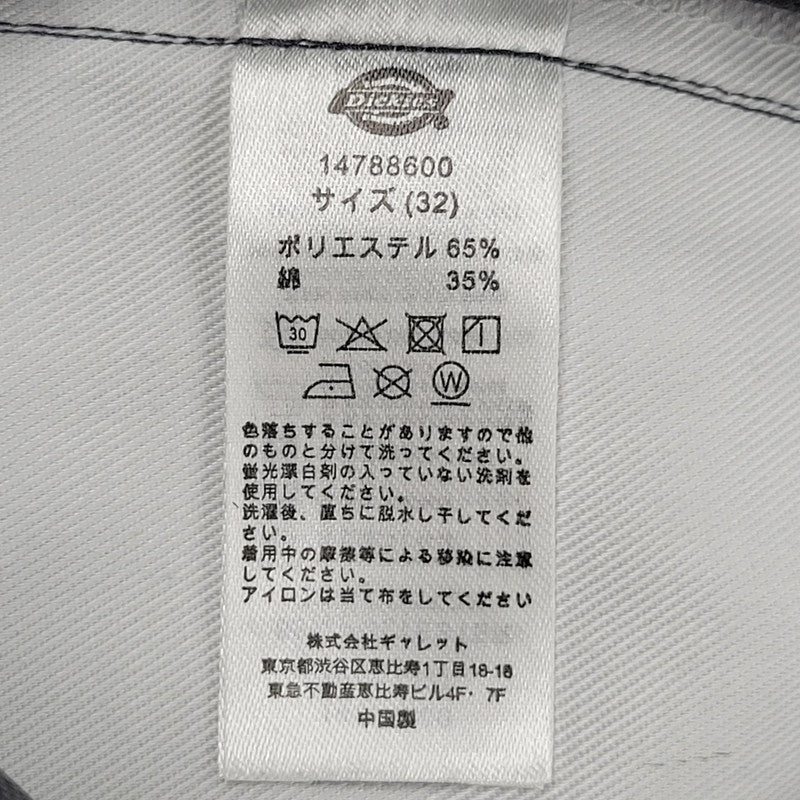 Dickies
14788600
サイズ (32)
ポリエステル 65%
綿 35%
30
W
色落ちすることがありますので他
のものと分けて洗ってください。
蛍光漂白剤の入っていない洗剤を
使用してください。
洗濯後、直ちに脱水し干してくだ
さい。
着用中の摩擦等による移染に注意
してください。
アイロンは当て布をしてください
株式会社ギャレット
東京都渋谷区恵比寿1丁目18-18
東急不動産恵比寿ビル4F・7F
中国製